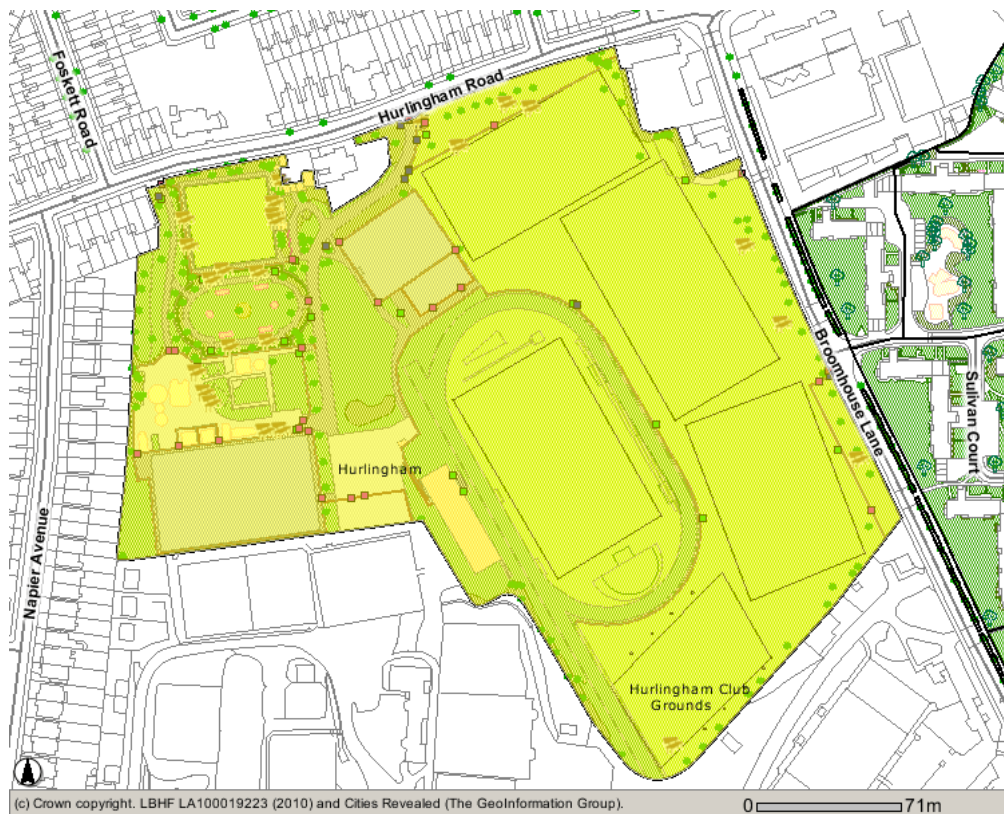 Foskett Road
Hurlingham Road
Broomhouse Lane
Sulivan Court
Hurlingham
Napier Avenue
Hurlingham Club
Grounds
(c) Crown copyright. LBHF LA100019223 (2010) and Cities Revealed (The GeoInformation Group).
0 71m